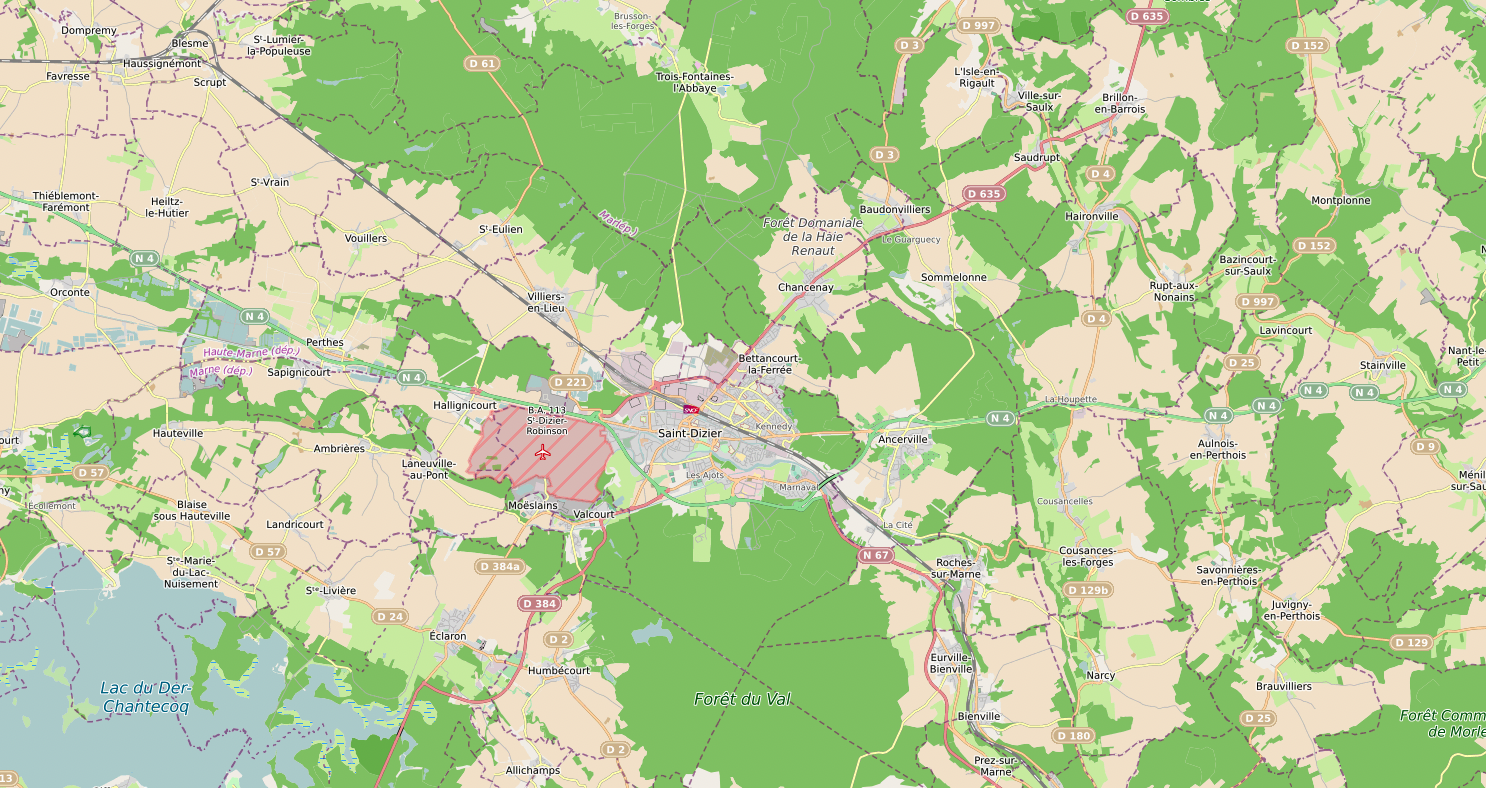 Brusson-
les-Forges
D 635
D 997
Dompremy
Blesme
Sᵗ-Lumier-
la-Populeuse
D 3
D 152
D 61
Haussignémont
Favresse
Scrupt
Trois-Fontaines-
l'Abbaye
L'Isle-en-
Rigault
Ville-sur-
Saulx
Brillon-
en-Barrois
D 3
Saudrupt
D 4
Sᵗ-Vrain
D 635
Thiéblemont-
Farémont
Heiltz-
le-Hutier
Montplonne
Baudonvilliers
Haironville
Forêt Domaniale
de la Hâie
Renaut
Sᵗ-Eulien
Vouillers
Le Guarguecy
D 152
N 4
Bazincourt-
sur-Saulx
Sommelonne
Chancenay
Rupt-aux-
Nonains
Orconte
Villiers-
en-Lieu
D 997
N 4
D 4
Lavincourt
Perthes
Haute-Marne (dép.)
Marne (dép.)
Sapignicourt
Bettancourt-
la-Ferrée
D 25
Stainville
Nant-le-
Petit
N 4
D 221
N 4
N 4
N 4
La Houpette
Hallignicourt
B.A. 113
Sᵗ-Dizier-
Robinson
SNCF
N 4
N 4
N 4
Kennedy
Hauteville
Saint-Dizier
Ancerville
Ambrières
D 9
Aulnois-
en-Perthois
D 57
Laneuville-
au-Pont
Les Ajots
Marnaval
Cousancelles
Écollemont
Blaise
sous Hauteville
Moëslains
Valcourt
Landricourt
La Cité
D 57
N 67
Cousances-
les-Forges
Sᵗᵉ-Marie-
du-Lac-
Nuisement
D 384a
Roches-
sur-Marne
Savonnières-
en-Perthois
Sᵗᵉ-Livière
D 129b
D 384
Juvigny-
en-Perthois
D 24
Éclaron
D 2
D 129
Humbécourt
Eurville-
Bienville
Narcy
Brauvilliers
Lac du Der-
Chantecoq
Forêt du Val
Bienville
D 25
D 180
D 2
Allichamps
Prez-sur-
Marne